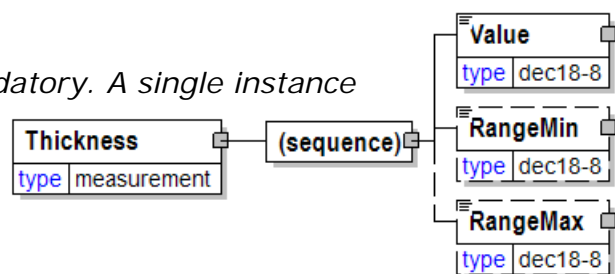 Value
type dec18-8
datory. A single instance
RangeMin
type dec18-8
Thickness
type measurement
(sequence)
RangeMax
type dec18-8